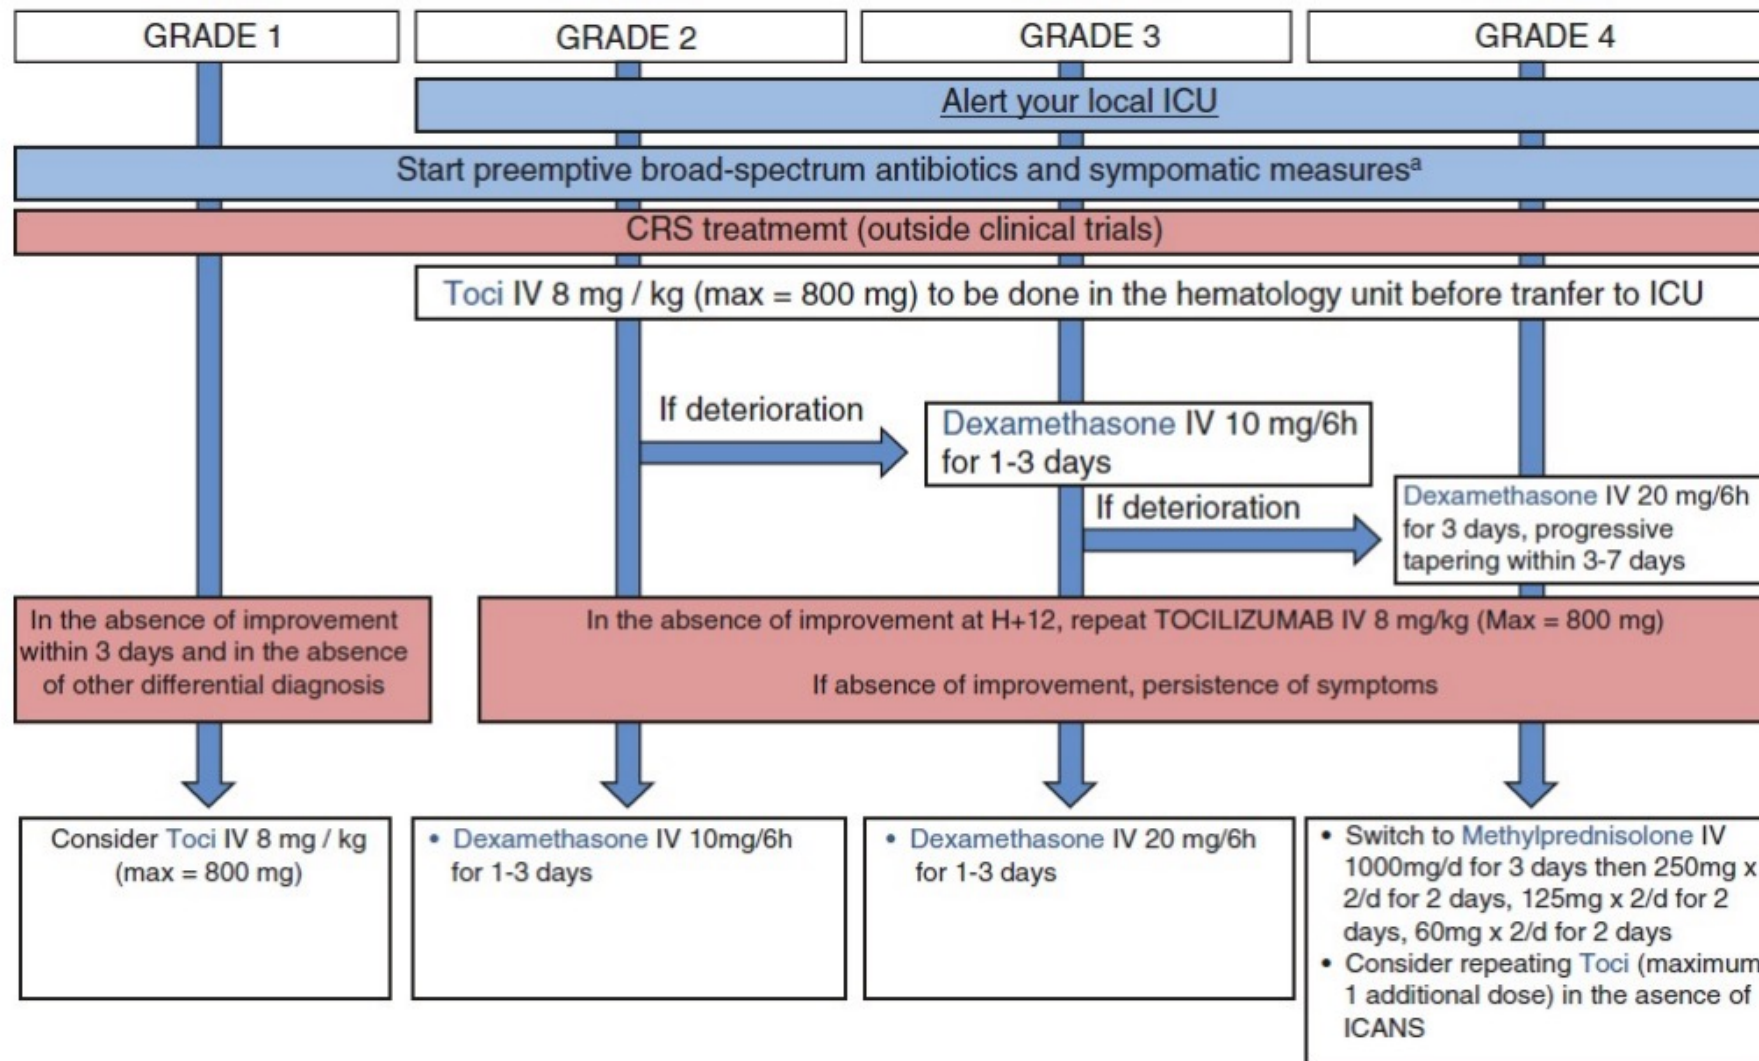 GRADE 1
GRADE 2
GRADE 3
GRADE 4
Alert your local ICU
Start preemptive broad-spectrum antibiotics and sympomatic measuresᵃ
CRS treatmemt (outside clinical trials)
Toci IV 8 mg / kg (max = 800 mg) to be done in the hematology unit before tranfer to ICU
If deterioration
Dexamethasone IV 10 mg/6h
for 1-3 days
If deterioration
Dexamethasone IV 20 mg/6h
for 3 days, progressive
tapering within 3-7 days
In the absence of improvement
within 3 days and in the absence
of other differential diagnosis
In the absence of improvement at H+12, repeat TOCILIZUMAB IV 8 mg/kg (Max = 800 mg)
If absence of improvement, persistence of symptoms
Consider Toci IV 8 mg / kg
(max = 800 mg)
• Dexamethasone IV 10mg/6h
for 1-3 days
• Dexamethasone IV 20 mg/6h
for 1-3 days
• Switch to Methylprednisolone IV
1000mg/d for 3 days then 250mg x
2/d for 2 days, 125mg x 2/d for 2
days, 60mg x 2/d for 2 days
• Consider repeating Toci (maximum
1 additional dose) in the asence of
ICANS